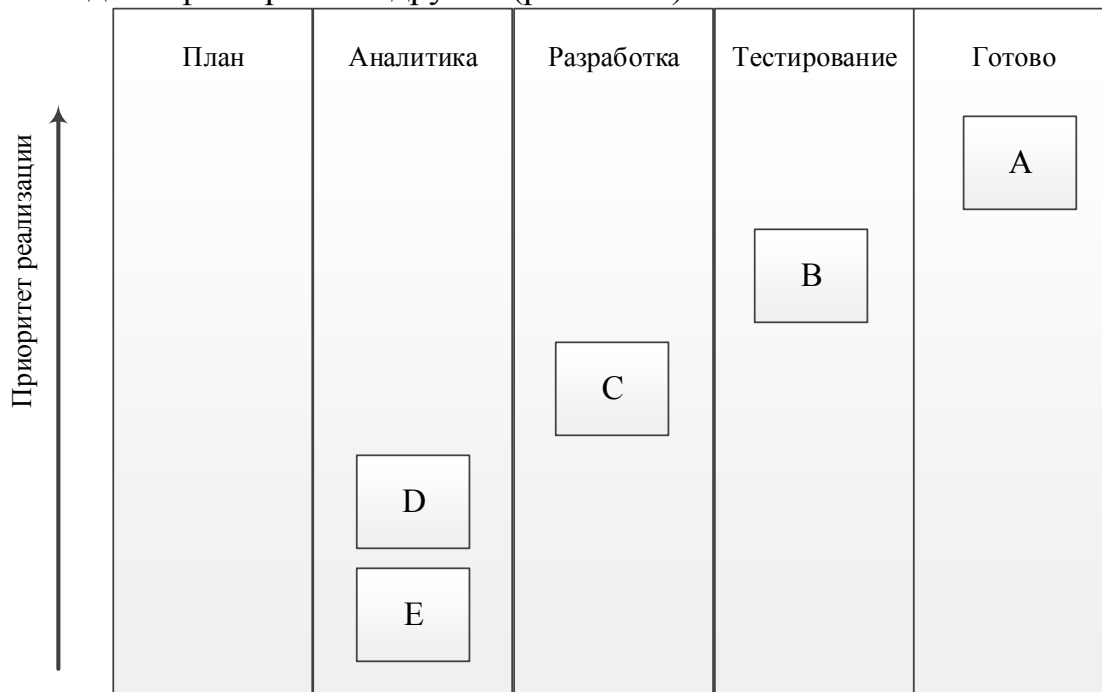 План
Аналитика
Разработка
Тестирование
Готово
Приоритет реализации
A
B
C
D
E